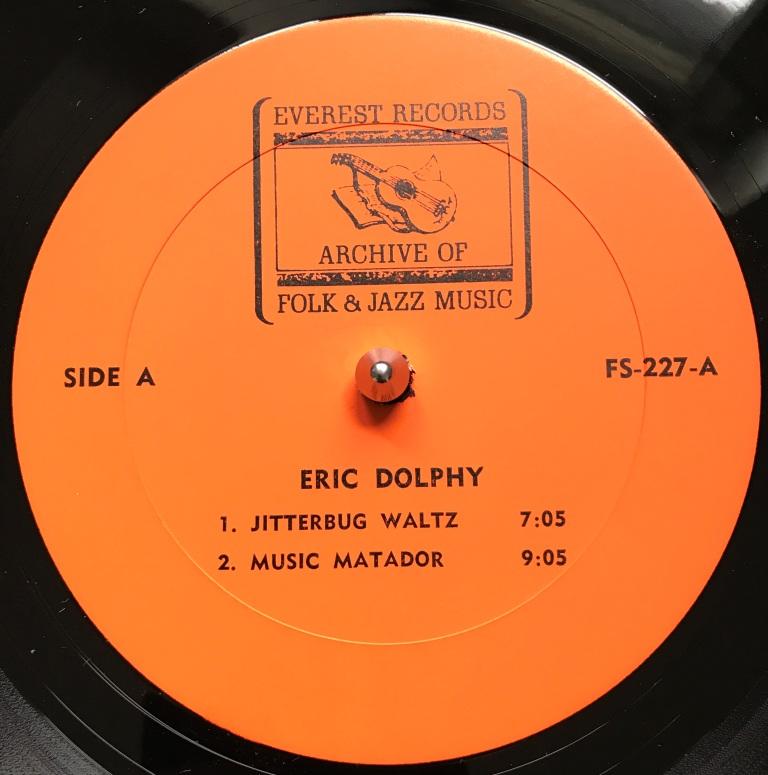 EVEREST RECORDS
ARCHIVE OF
FOLK & JAZZ MUSIC
SIDE A
FS-227-A
ERIC DOLPHY
1. JITTERBUG WALTZ 7:05
2. MUSIC MATADOR 9:05